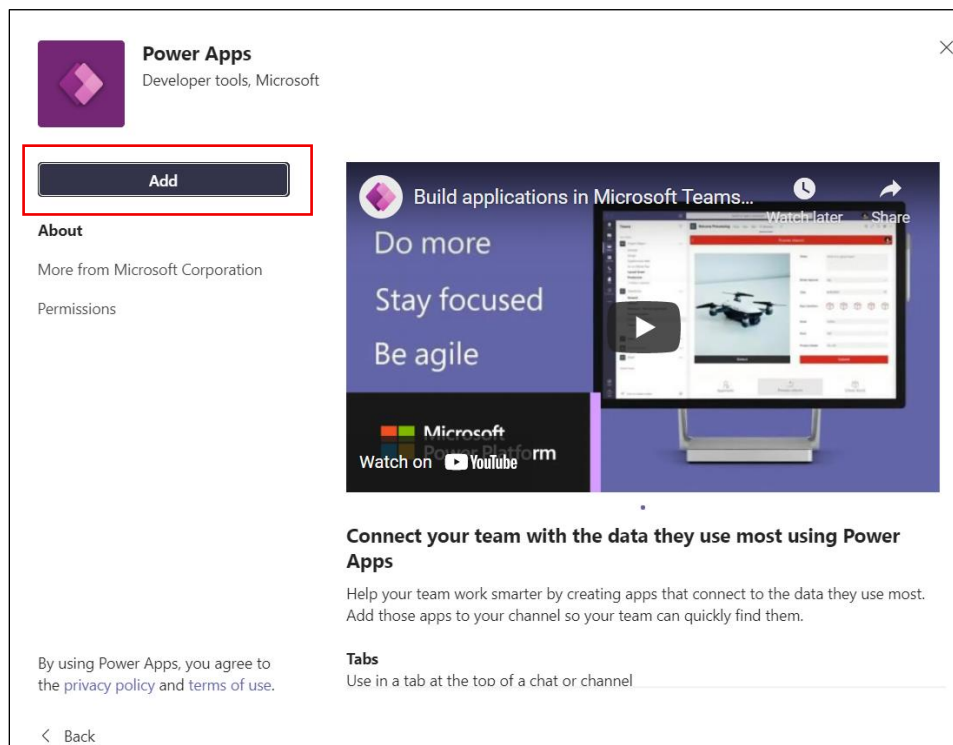 Power Apps
Developer tools, Microsoft
Add
About
More from Microsoft Corporation
Permissions
Build applications in Microsoft Teams...
Watch later
Share
Do more
Stay focused
Be agile
Microsoft
Power Platform
Watch on YouTube
Connect your team with the data they use most using Power
Apps
Help your team work smarter by creating apps that connect to the data they use most.
Add those apps to your channel so your team can quickly find them.
Tabs
Use in a tab at the top of a chat or channel
By using Power Apps, you agree to
the privacy policy and terms of use.
Back